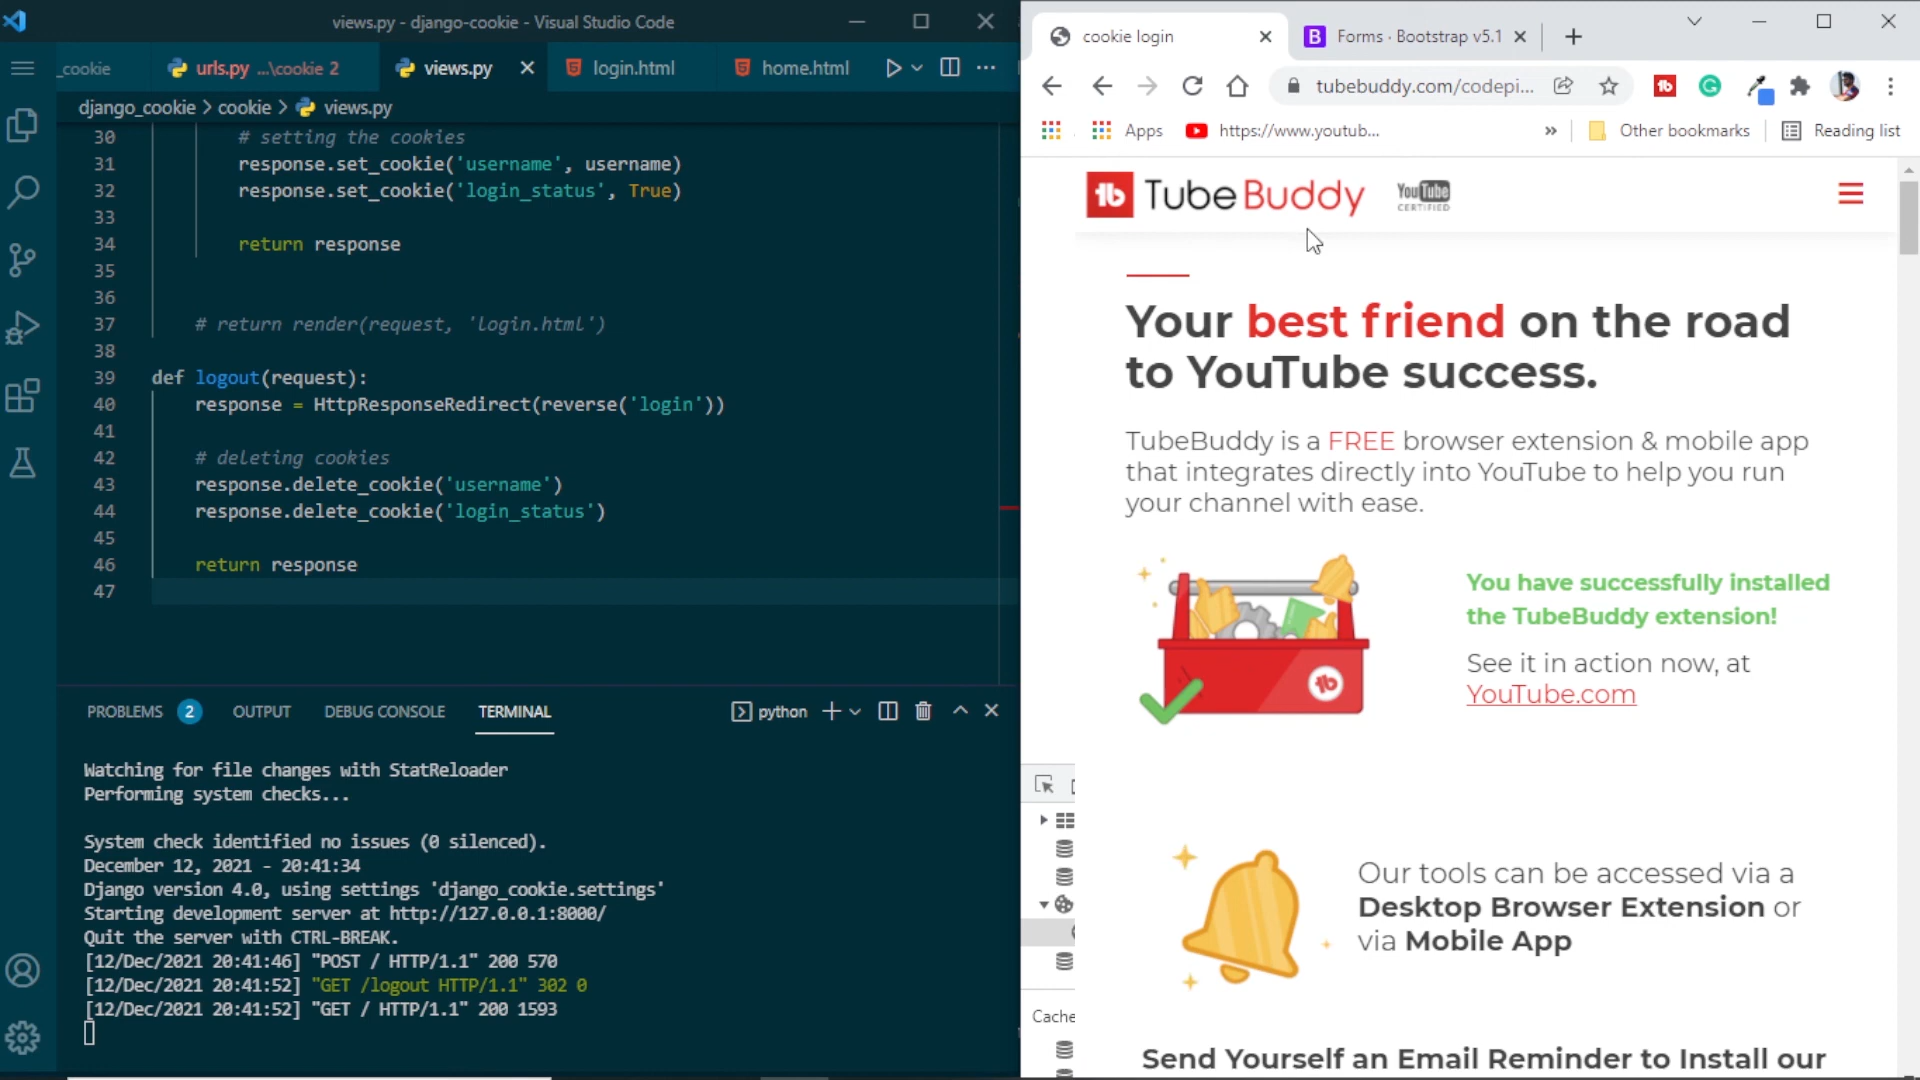 views.py - django-cookie - Visual Studio Code
_cookie
urls.py ...\cookie 2
views.py
login.html
home.html
django_cookie > cookie > views.py
30 # setting the cookies
31 response.set_cookie('username', username)
32 response.set_cookie('login_status', True)
33
34 return response
35
36
37 # return render(request, 'login.html')
38
39 def logout(request):
40 response = HttpResponseRedirect(reverse('login'))
41
42 # deleting cookies
43 response.delete_cookie('username')
44 response.delete_cookie('login_status')
45
46 return response
47
PROBLEMS 2 OUTPUT DEBUG CONSOLE TERMINAL python
Watching for file changes with StatReloader
Performing system checks...
System check identified no issues (0 silenced).
December 12, 2021 - 20:41:34
Django version 4.0, using settings 'django_cookie.settings'
Starting development server at http://127.0.0.1:8000/
Quit the server with CTRL-BREAK.
[12/Dec/2021 20:41:46] "POST / HTTP/1.1" 200 570
[12/Dec/2021 20:41:52] "GET /logout HTTP/1.1" 302 0
[12/Dec/2021 20:41:52] "GET / HTTP/1.1" 200 1593
cookie login
B Forms · Bootstrap v5.1
tubebuddy.com/codepi...
Apps
https://www.youtub...
»
Other bookmarks
Reading list
tb TubeBuddy
YouTube
CERTIFIED
Your best friend on the road
to YouTube success.
TubeBuddy is a FREE browser extension & mobile app
that integrates directly into YouTube to help you run
your channel with ease.
You have successfully installed
the TubeBuddy extension!
See it in action now, at
YouTube.com
Our tools can be accessed via a
Desktop Browser Extension or
via Mobile App
Cache
Send Yourself an Email Reminder to Install our